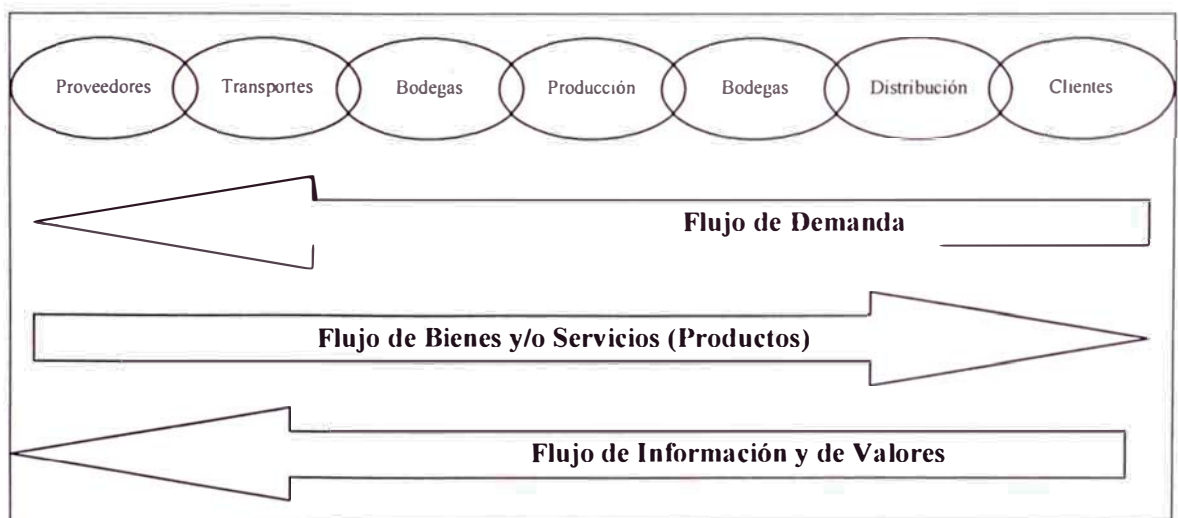 Proveedores Transportes Bodegas Producción Bodegas Distribución Clientes
Flujo de Demanda
Flujo de Bienes y/o Servicios (Productos)
Flujo de Información y de Valores